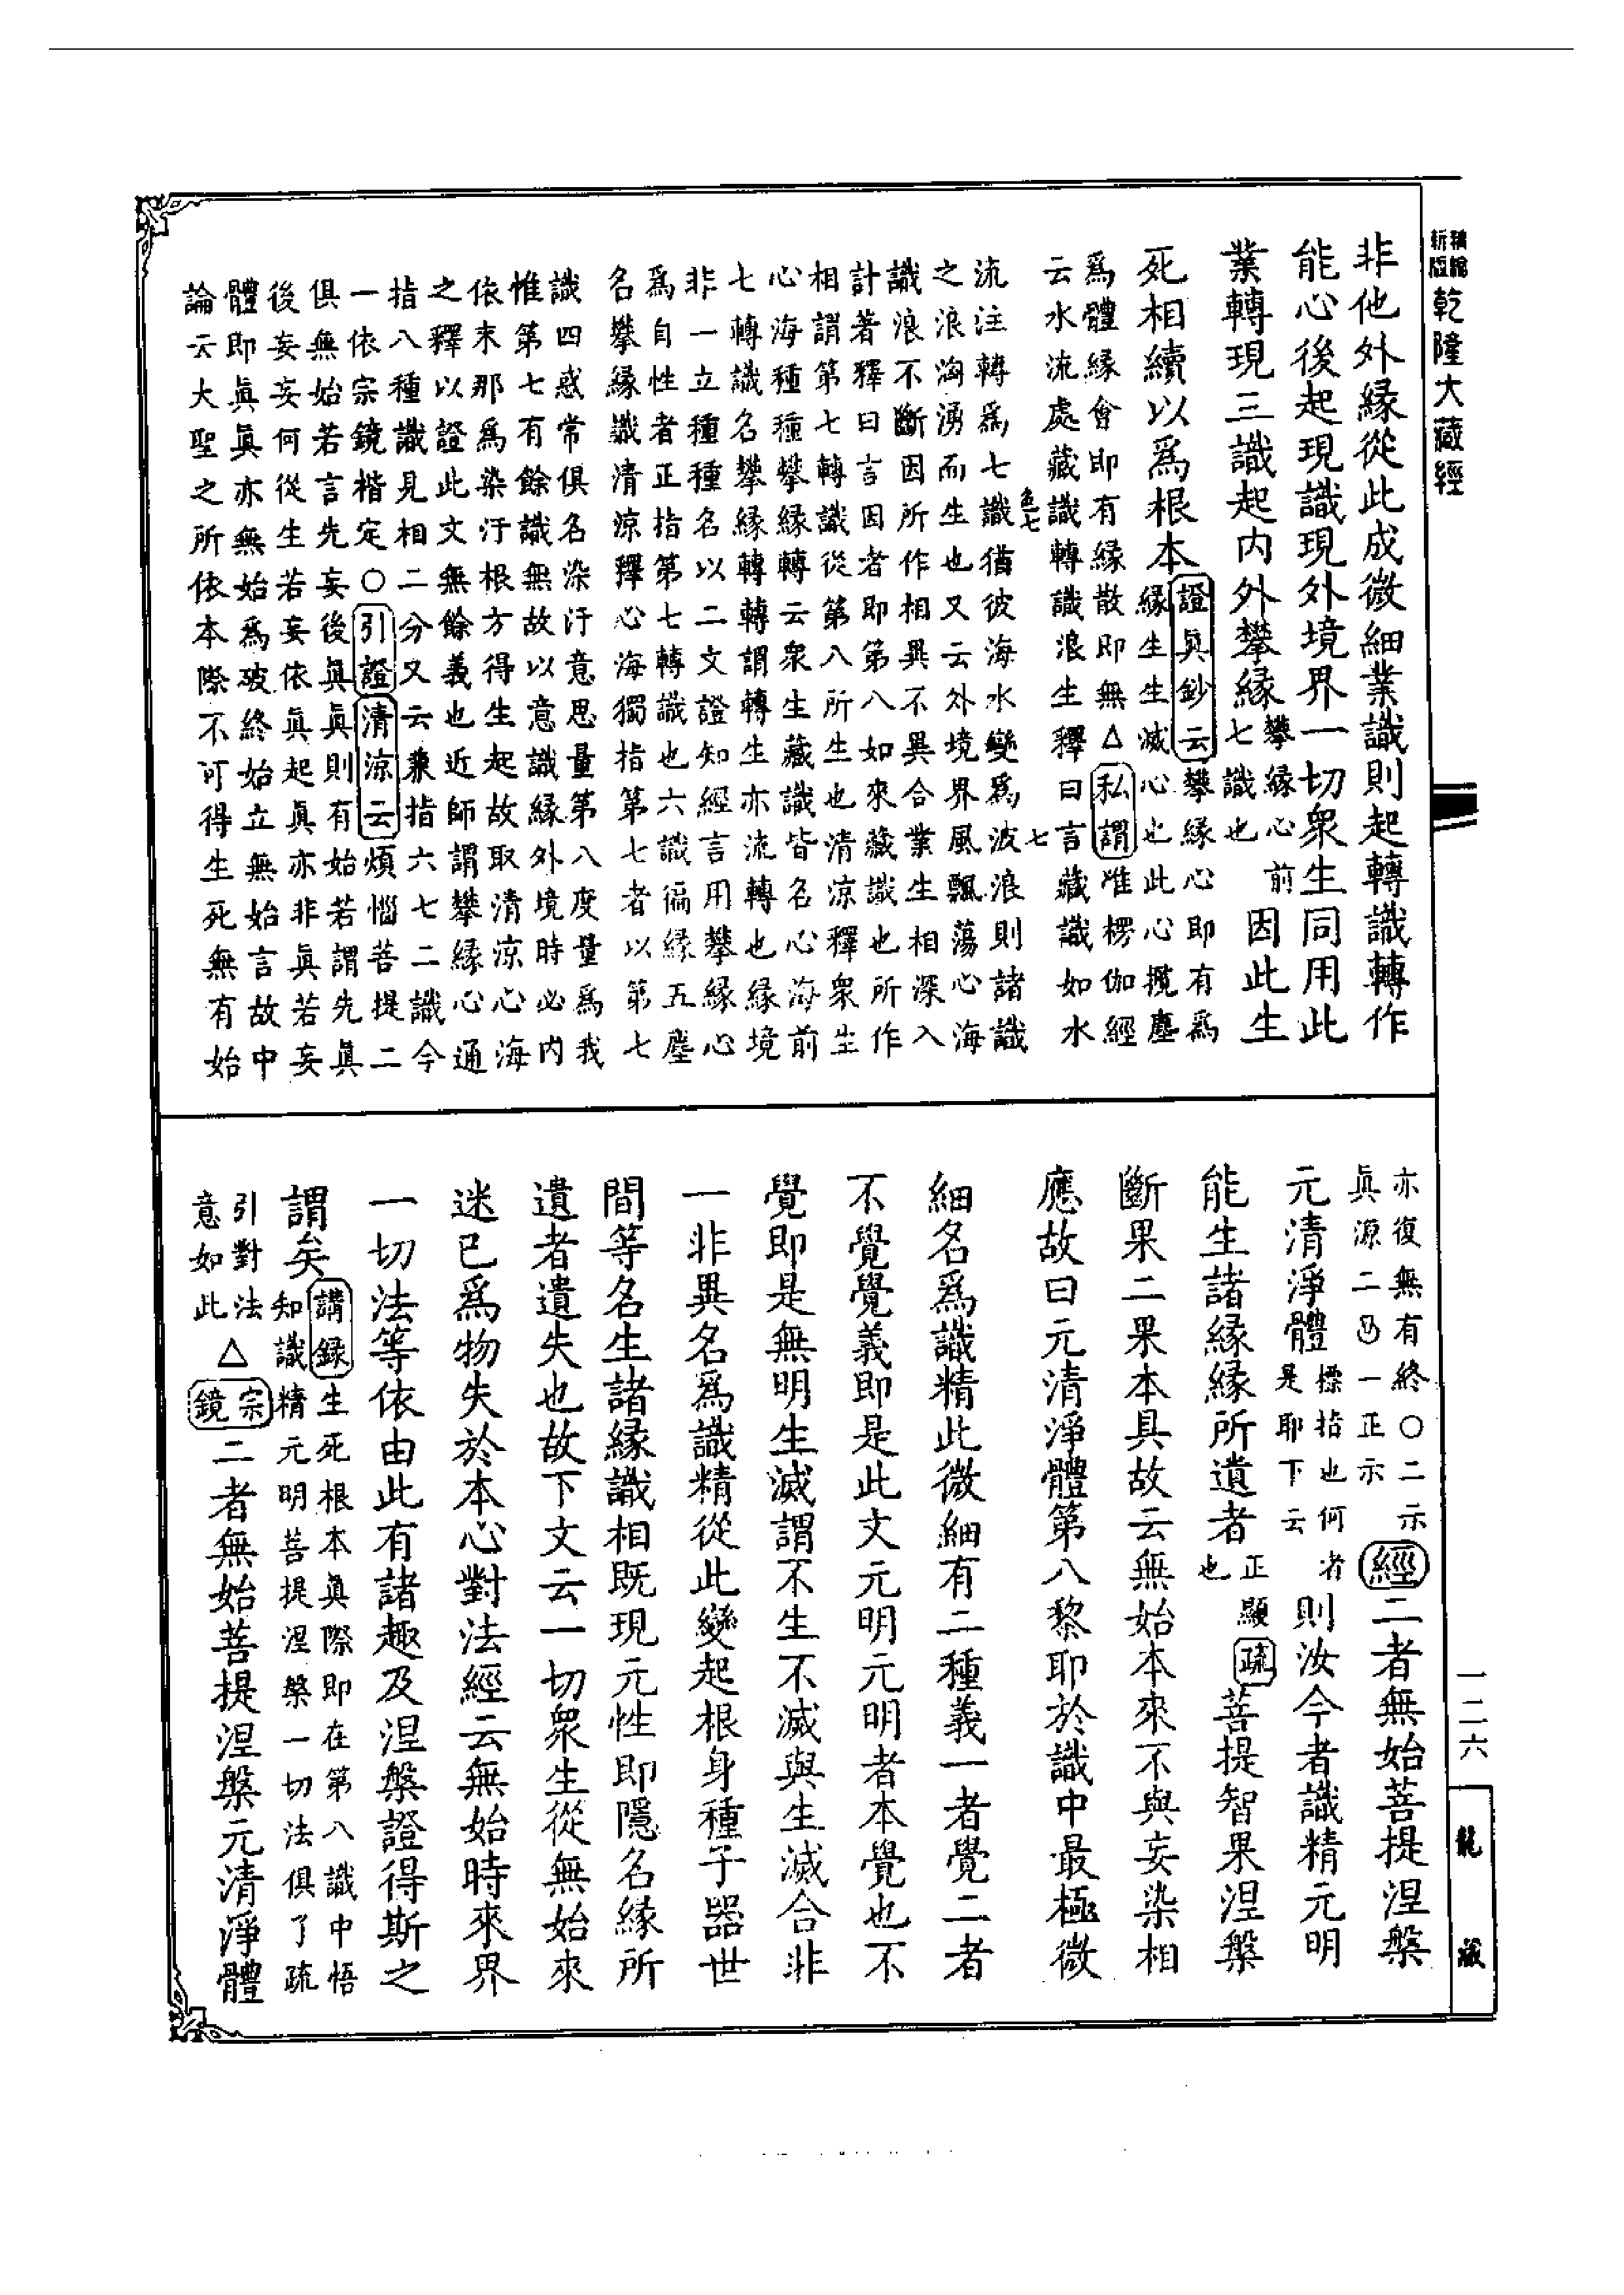 精縮
新版
乾隆大藏經
非他外緣從此成微細業識則起轉識轉作
能心後起現識現外境界一切衆生同用此
業轉現三識起內外攀緣攀緣心前七識也因此生
死相續以爲根本證眞鈔云攀緣心即有爲緣生生滅心也此心攬塵
爲體緣會即有緣散即無△私謂准楞伽經
云水流處藏識轉識浪生釋曰言藏識如水
流注轉爲七識猶彼海水變爲波浪則諸識
之浪洶湧而生也又云外境界風飄蕩心海
識浪不斷因所作相異不異合業生相深入
計著釋曰言因者即第八如來藏識也所作
相謂第七轉識從第八所生也清涼釋衆生
心海種種攀緣轉云衆生藏識皆名心海前
七轉識名攀緣轉轉謂轉生亦流轉也緣境
非一立種種名以二文證知經言用攀緣心
爲自性者正指第七轉識也六識徧緣五塵
名攀緣識清涼釋心海獨指第七者以第七
識四惑常俱名染汙意思量第八度量爲我
惟第七有餘識無故以意識緣外境時必內
依末那爲染汙根方得生起故取清涼心海
之釋以證此文無餘義也近師謂攀緣心通
指八種識見相二分又云兼指六七二識今
一依宗鏡楷定○引證清涼云煩惱菩提二
俱無始若言先妄後眞眞則有始若謂先眞
後妄妄何從生若妄依眞起眞亦非眞若妄
體即眞眞亦無始爲破終始立無始言故中
論云大聖之所依本際不可得生死無有始
亦復無有終○二示眞源二一正示經二者無始菩提涅槃
元清淨體標指也何者是耶下云則汝今者識精元明
能生諸緣緣所遺者正顯也疏菩提智果涅槃
斷果二果本具故云無始本來不與妄染相
應故曰元清淨體第八黎耶於識中最極微
細名爲識精此微細有二種義一者覺二者
不覺覺義即是此文元明元明者本覺也不
覺即是無明生滅謂不生不滅與生滅合非
一非異名爲識精從此變起根身種子器世
間等名生諸緣識相既現元性即隱名緣所
遺者遺失也故下文云一切衆生從無始來
迷已爲物失於本心對法經云無始時來界
一切法等依由此有諸趣及涅槃證得斯之
謂矣講錄生死根本眞際即在第八識中悟知識精元明菩提涅槃一切法俱了疏
引對法意如此△宗鏡二者無始菩提涅槃元清淨體
一二六
龍藏